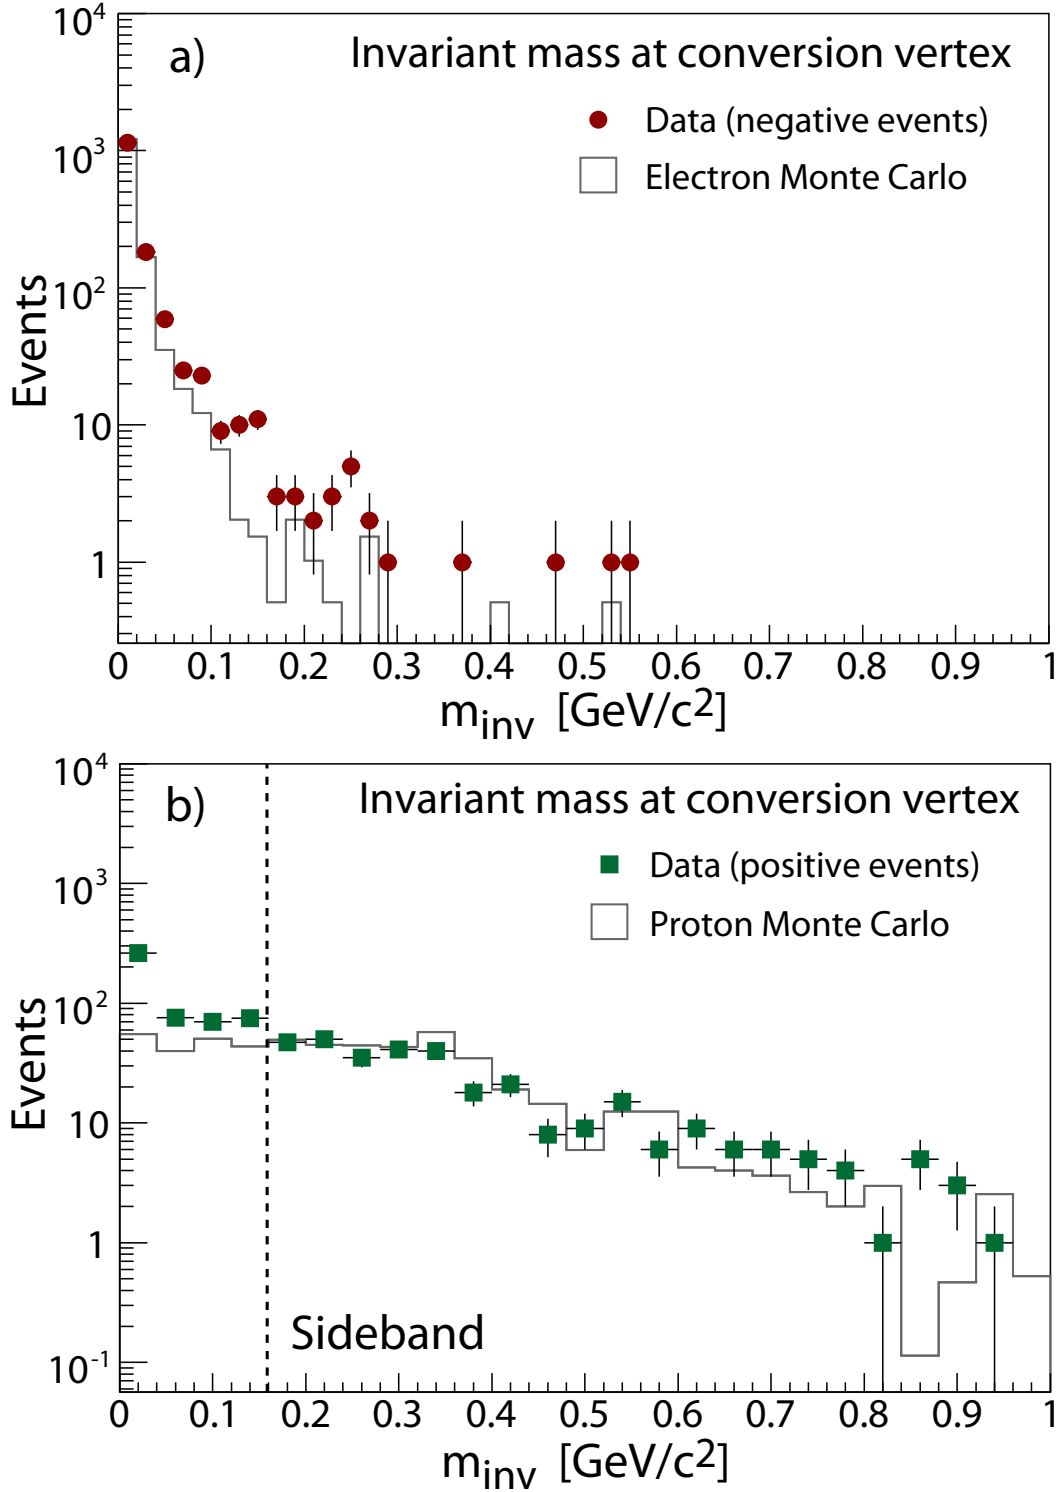 a) Invariant mass at conversion vertex
Data (negative events)
Electron Monte Carlo
Events
10⁴
10³
10²
10
1
0 0.1 0.2 0.3 0.4 0.5 0.6 0.7 0.8 0.9 1
m_inv [GeV/c²]
b) Invariant mass at conversion vertex
Data (positive events)
Proton Monte Carlo
Events
10⁴
10³
10²
10
1
10⁻¹
Sideband
0 0.1 0.2 0.3 0.4 0.5 0.6 0.7 0.8 0.9 1
m_inv [GeV/c²]